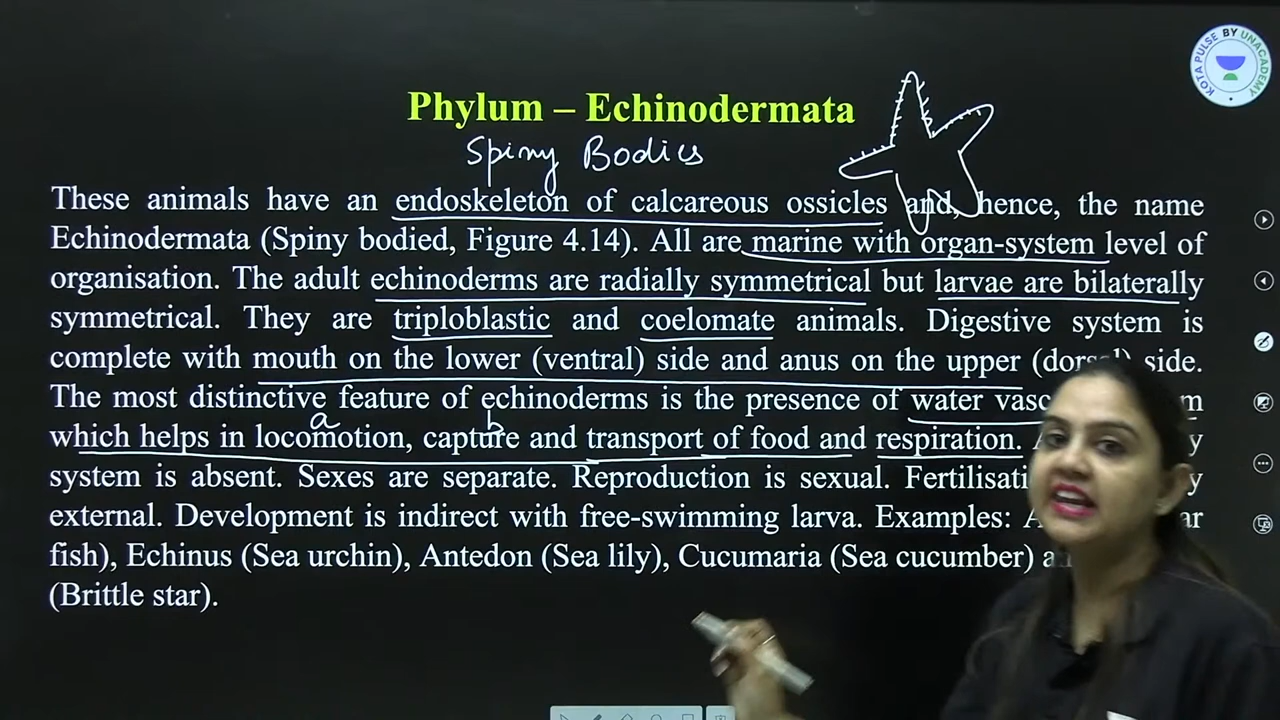 KOTA PULSE BY UNACADEMY
Phylum – Echinodermata
Spiny Bodies
These animals have an endoskeleton of calcareous ossicles and, hence, the name
Echinodermata (Spiny bodied, Figure 4.14). All are marine with organ-system level of
organisation. The adult echinoderms are radially symmetrical but larvae are bilaterally
symmetrical. They are triploblastic and coelomate animals. Digestive system is
complete with mouth on the lower (ventral) side and anus on the upper (dorsal) side.
The most distinctive feature of echinoderms is the presence of water
a b
which helps in locomotion, capture and transport of food and respiration.
system is absent. Sexes are separate. Reproduction is sexual.
external. Development is indirect with free-swimming larva. Examples:
fish), Echinus (Sea urchin), Antedon (Sea lily), Cucumaria (Sea cucumber)
(Brittle star).